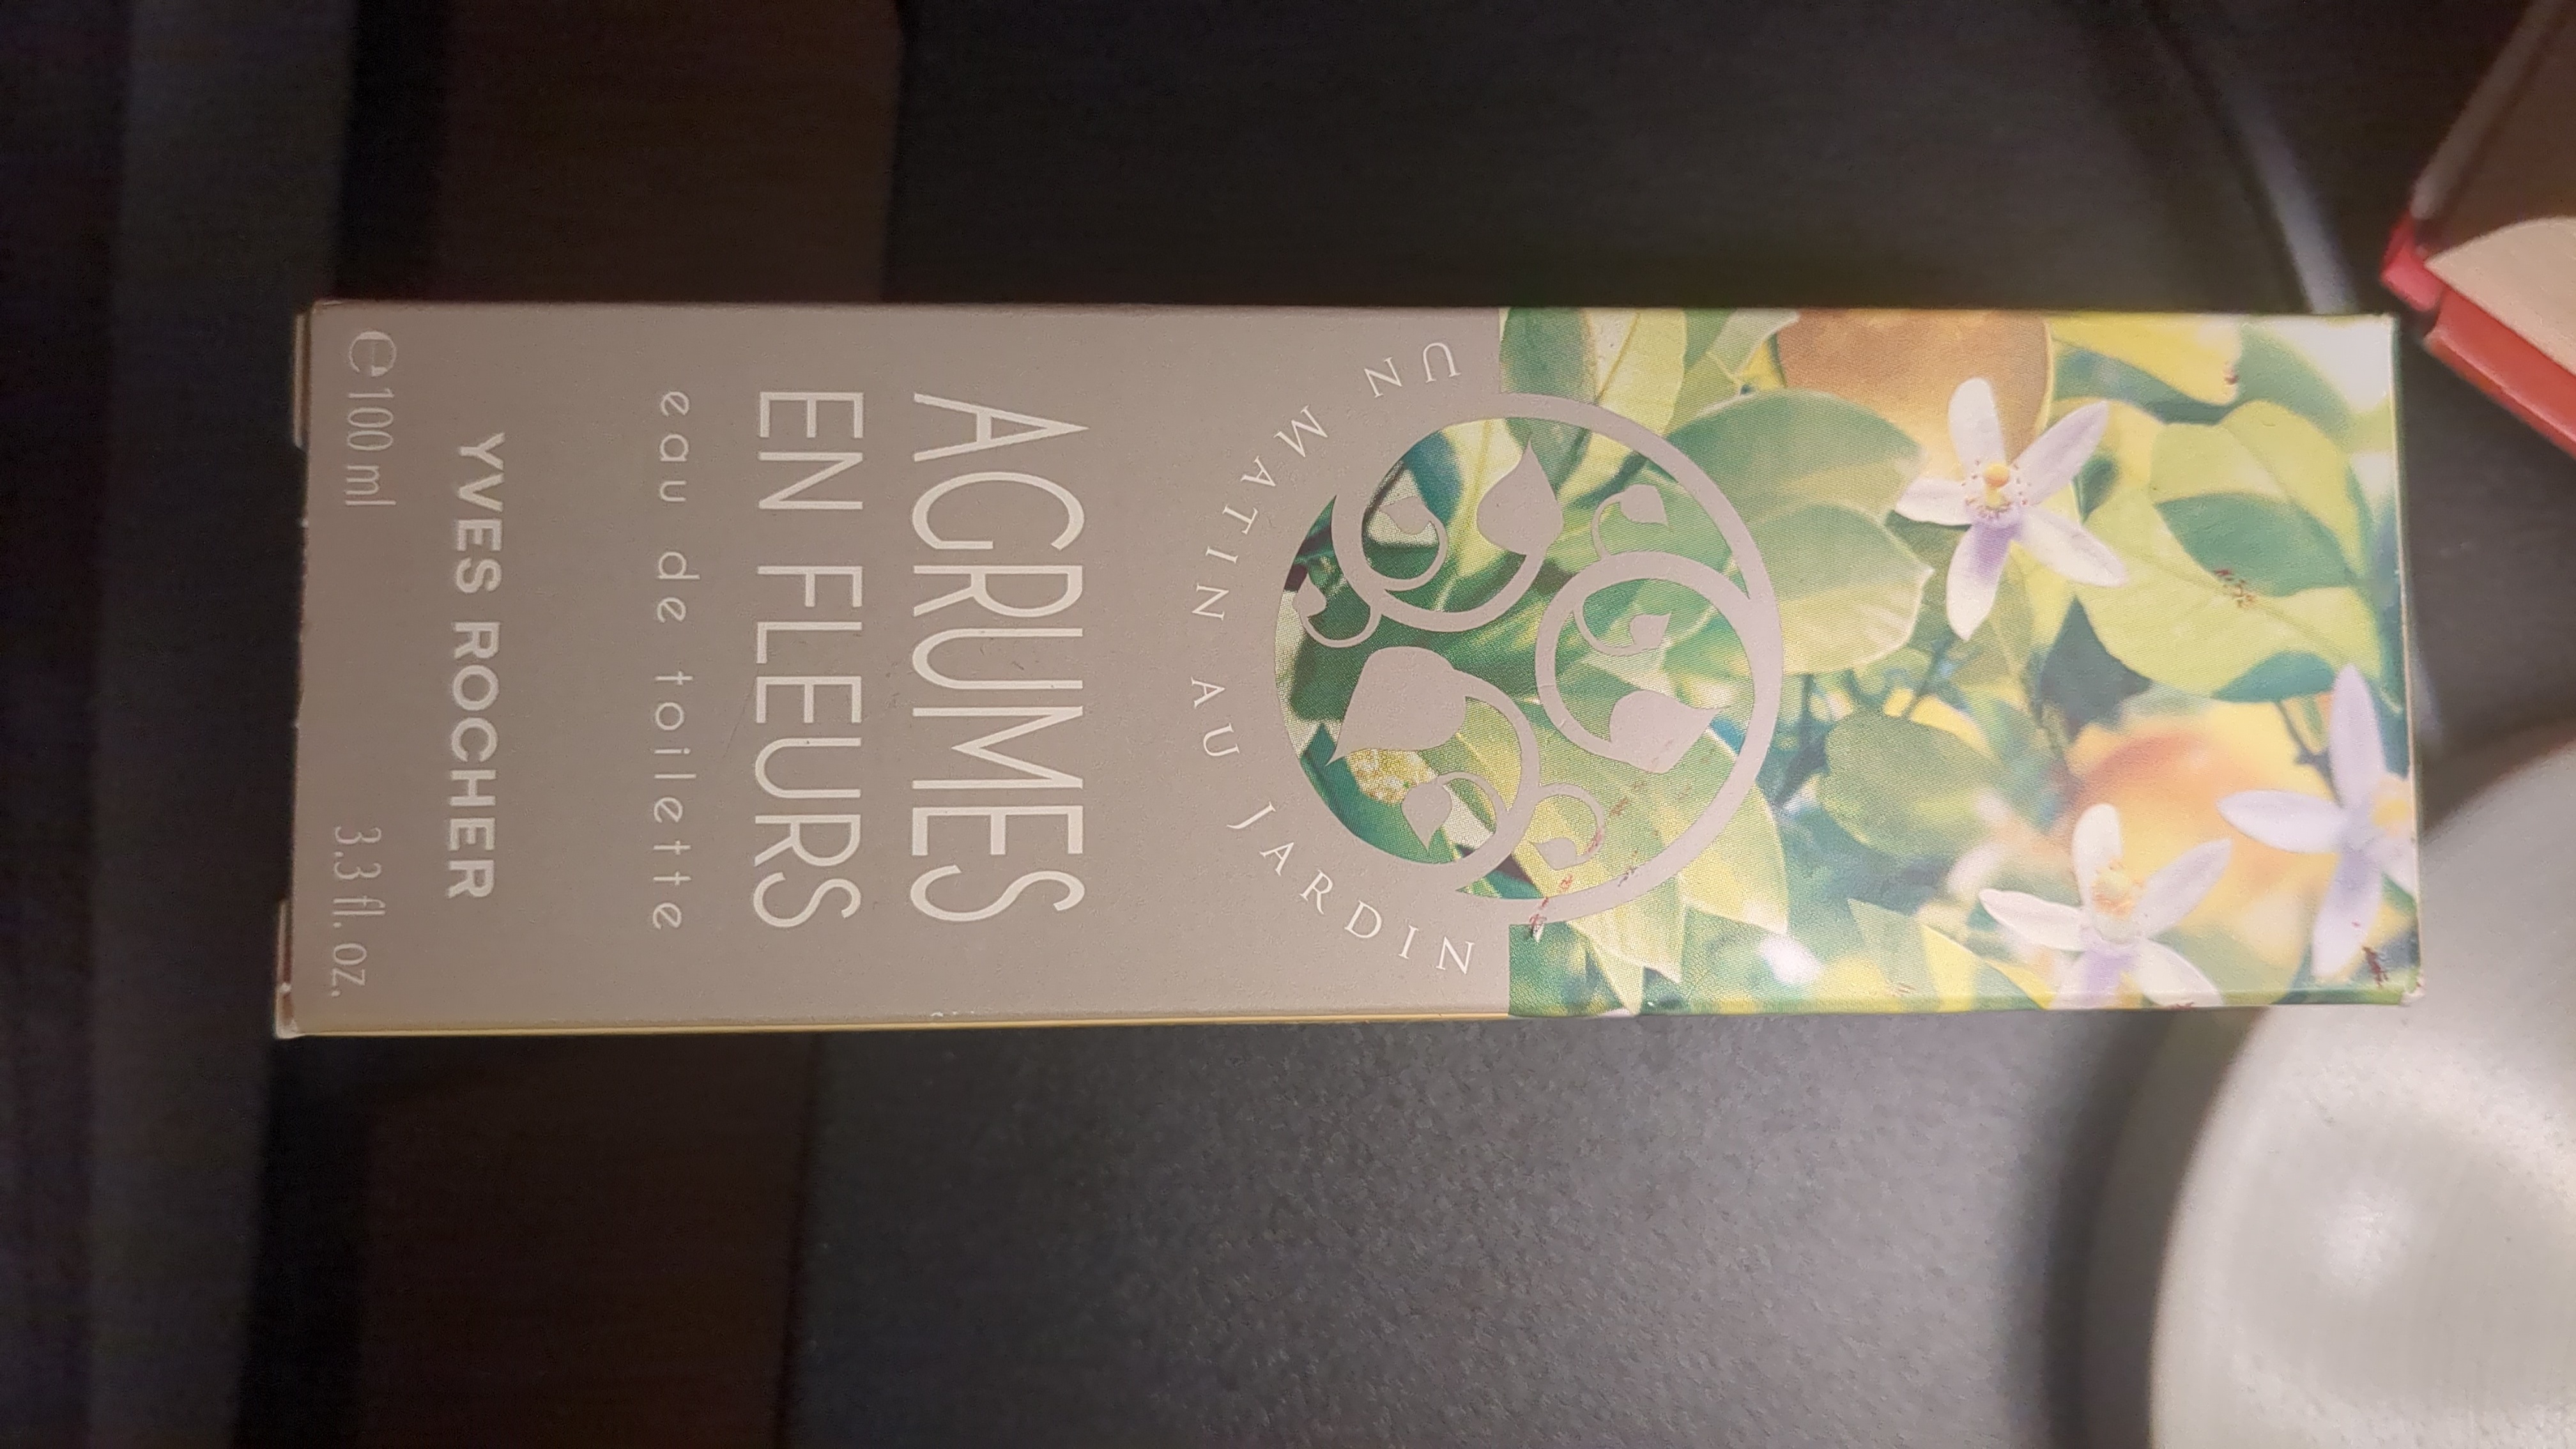 UN MATIN AU JARDIN
AGRUMES
EN FLEURS
eau de toilette
YVES ROCHER
e 100 ml 3.3 fl. oz.